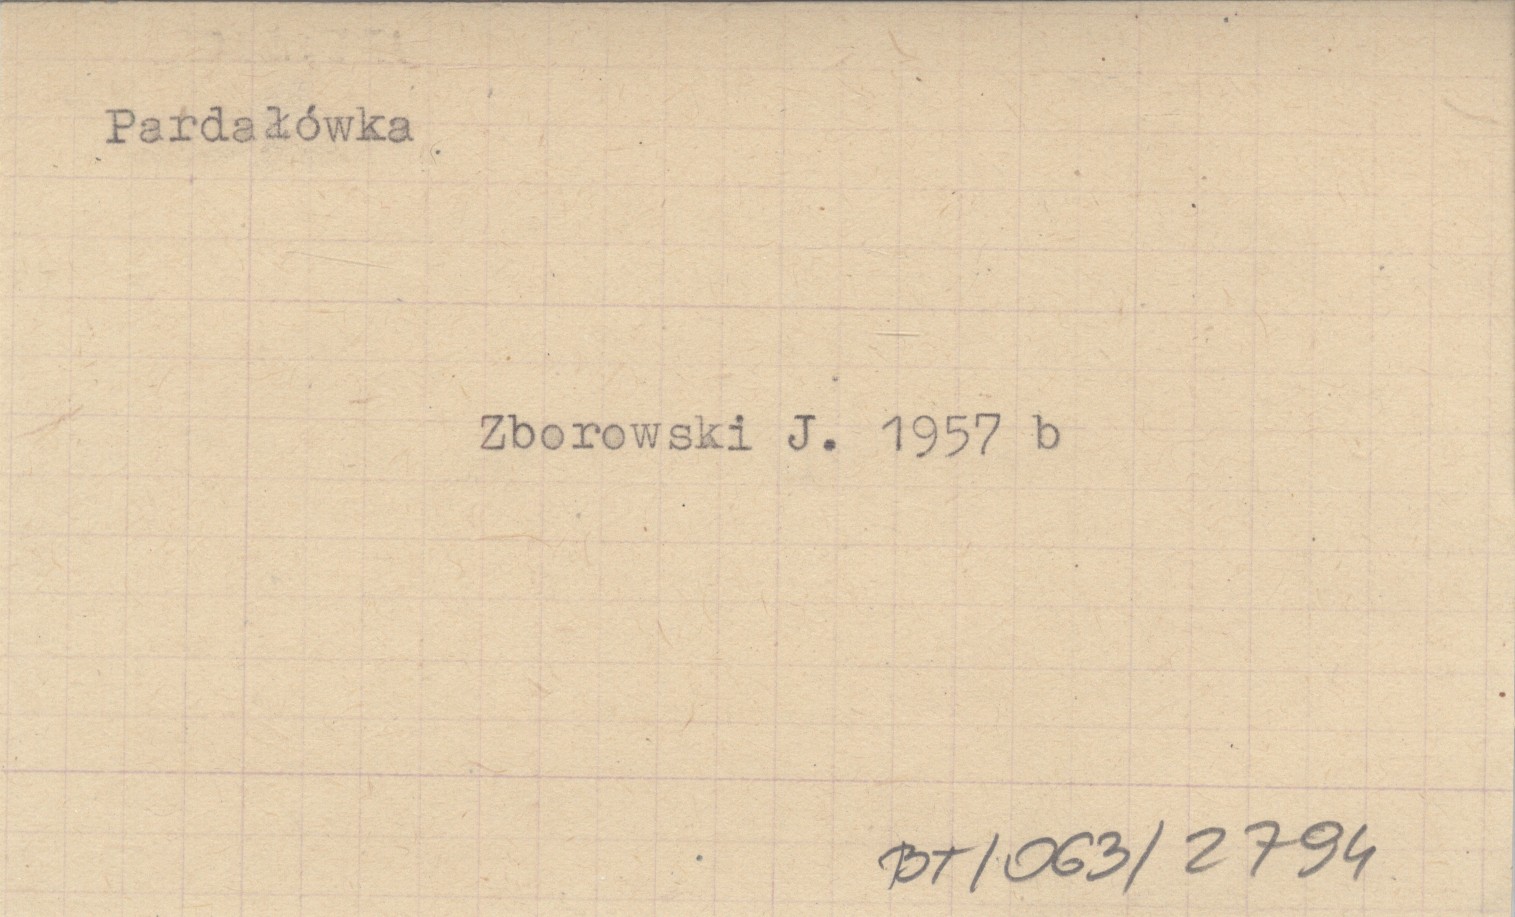 Pardałówka
Zborowski J. 1957 b
BT/063/2794